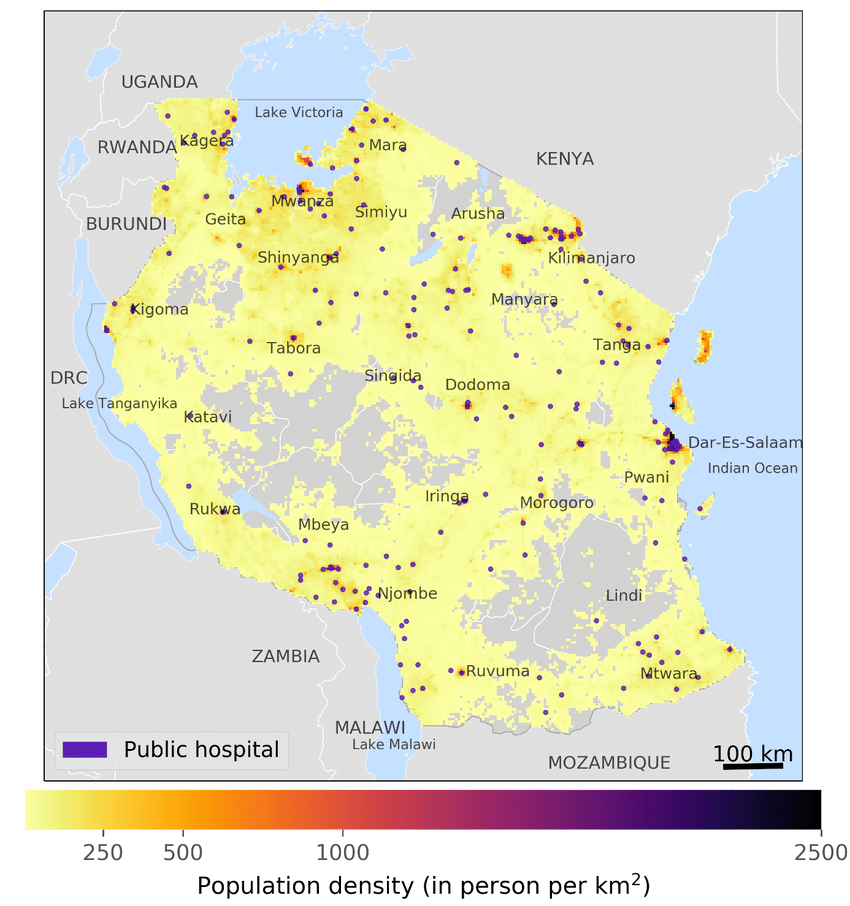 UGANDA
Lake Victoria
RWANDA
Kagera
Mara
KENYA
Mwanza
BURUNDI
Geita
Simiyu
Arusha
Shinyanga
Kilimanjaro
Kigoma
Manyara
Tabora
Tanga
DRC
Singida
Dodoma
Lake Tanganyika
Katavi
Dar-Es-Salaam
Indian Ocean
Pwani
Rukwa
Iringa
Morogoro
Mbeya
Njombe
Lindi
ZAMBIA
Ruvuma
Mtwara
MALAWI
Lake Malawi
Public hospital
100 km
MOZAMBIQUE
250 500 1000 2500
Population density (in person per km²)